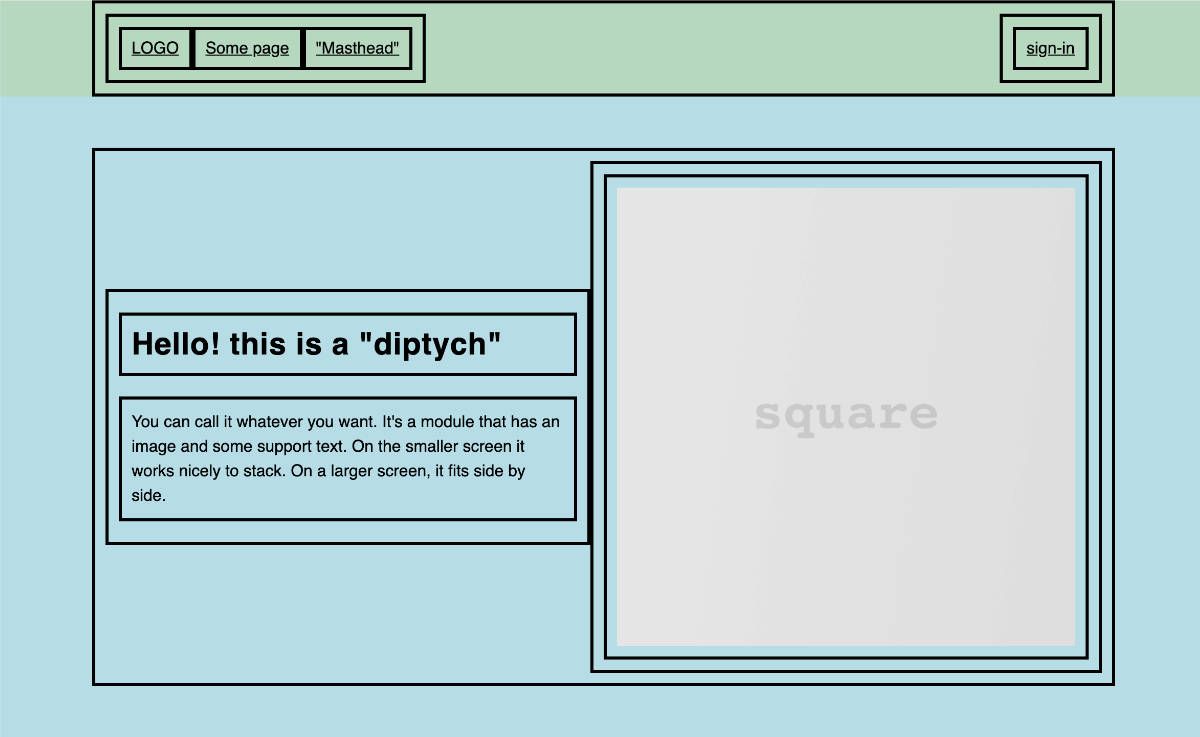 LOGO Some page "Masthead" sign-in
Hello! this is a "diptych"
You can call it whatever you want. It's a module that has an
image and some support text. On the smaller screen it
works nicely to stack. On a larger screen, it fits side by
side.
square